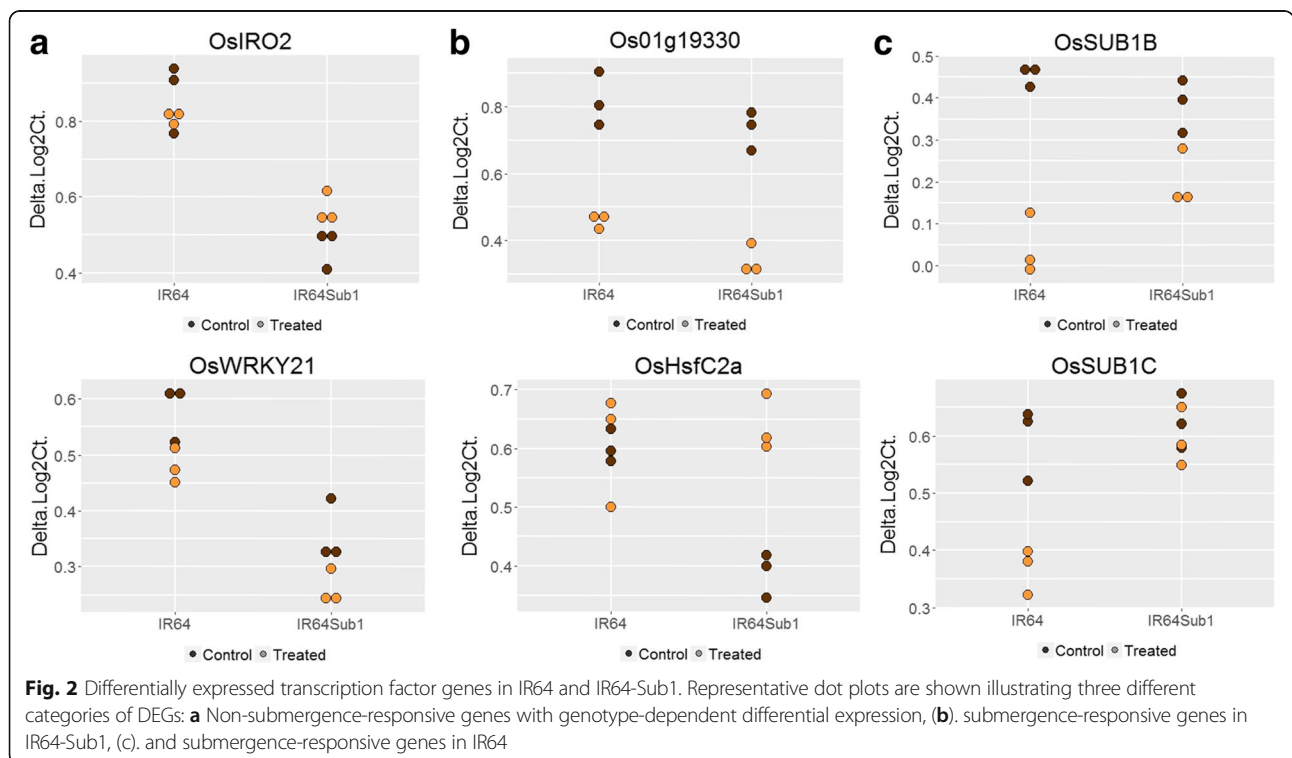 a
OsIRO2
Delta.Log2Ct.
0.8
0.6
0.4
IR64 IR64Sub1
Control Treated
b
Os01g19330
Delta.Log2Ct.
0.8
0.6
0.4
IR64 IR64Sub1
Control Treated
c
OsSUB1B
Delta.Log2Ct.
0.5
0.4
0.3
0.2
0.1
0.0
IR64 IR64Sub1
Control Treated
OsWRKY21
Delta.Log2Ct.
0.6
0.5
0.4
0.3
IR64 IR64Sub1
Control Treated
OsHsfC2a
Delta.Log2Ct.
0.7
0.6
0.5
0.4
IR64 IR64Sub1
Control Treated
OsSUB1C
Delta.Log2Ct.
0.6
0.5
0.4
0.3
IR64 IR64Sub1
Control Treated
Fig. 2 Differentially expressed transcription factor genes in IR64 and IR64-Sub1. Representative dot plots are shown illustrating three different
categories of DEGs: a Non-submergence-responsive genes with genotype-dependent differential expression, (b). submergence-responsive genes in
IR64-Sub1, (c). and submergence-responsive genes in IR64